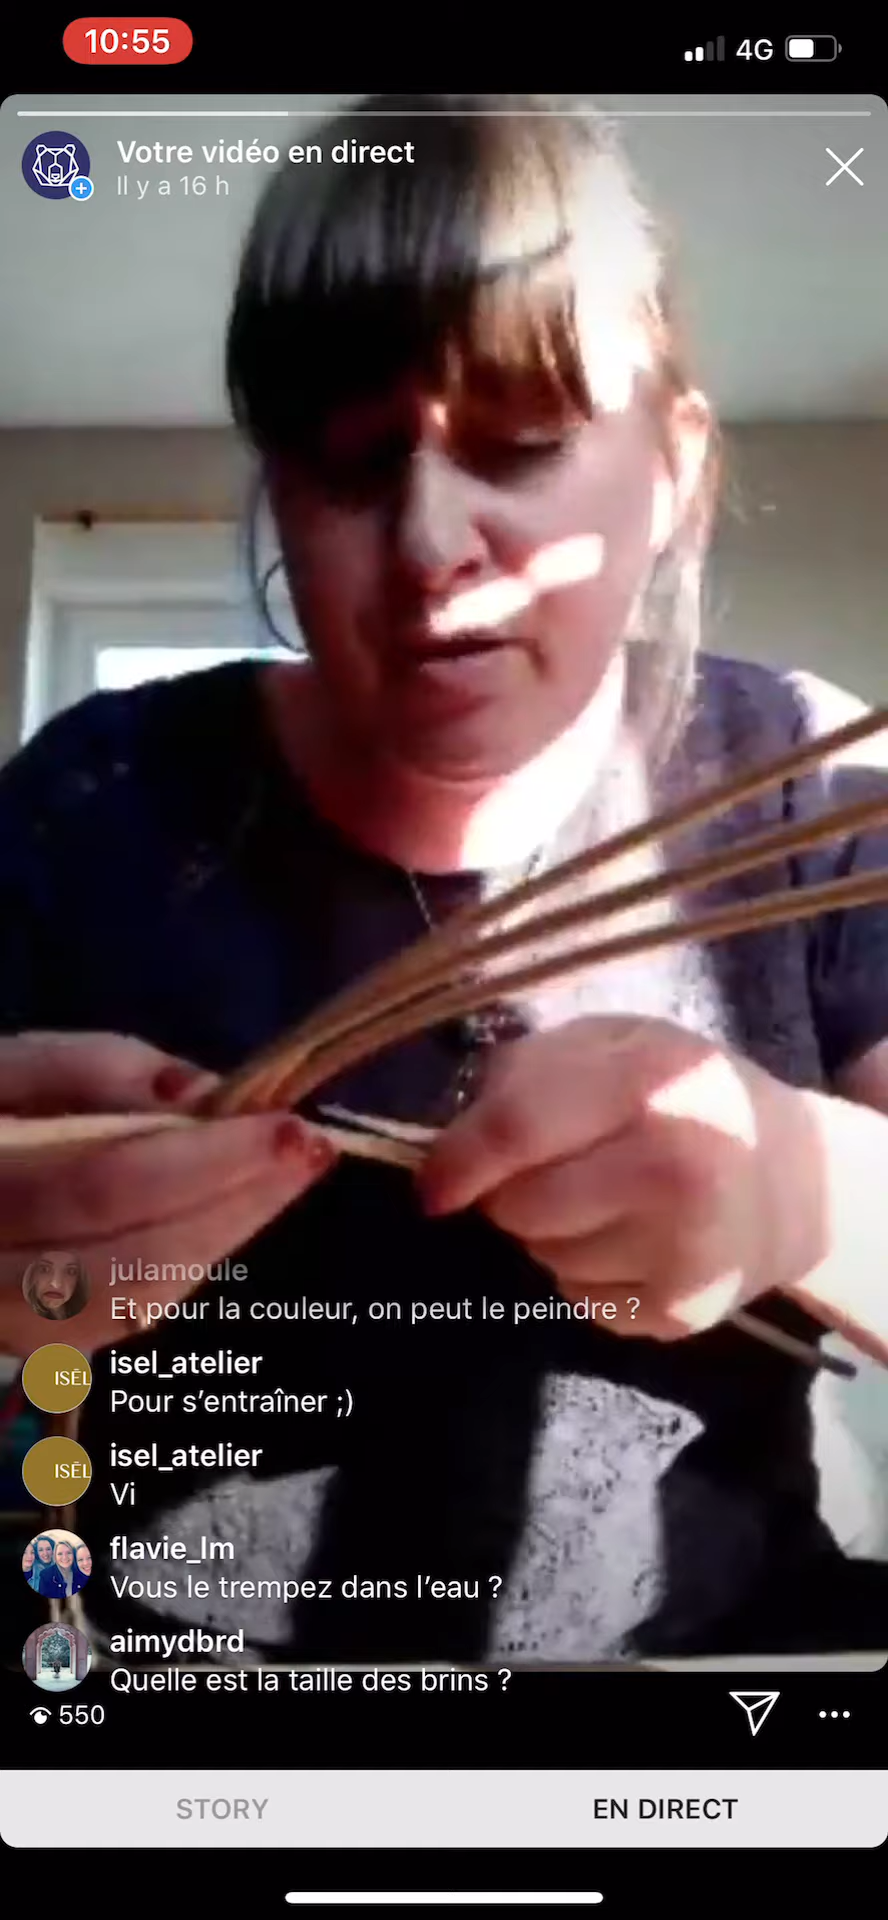 10:55
4G
Votre vidéo en direct
Il y a 16 h
julamoule
Et pour la couleur, on peut le peindre ?
ISĒL
isel_atelier
Pour s’entraîner ;)
ISĒL
isel_atelier
Vi
flavie_lm
Vous le trempez dans l’eau ?
aimydbrd
Quelle est la taille des brins ?
550
STORY
EN DIRECT